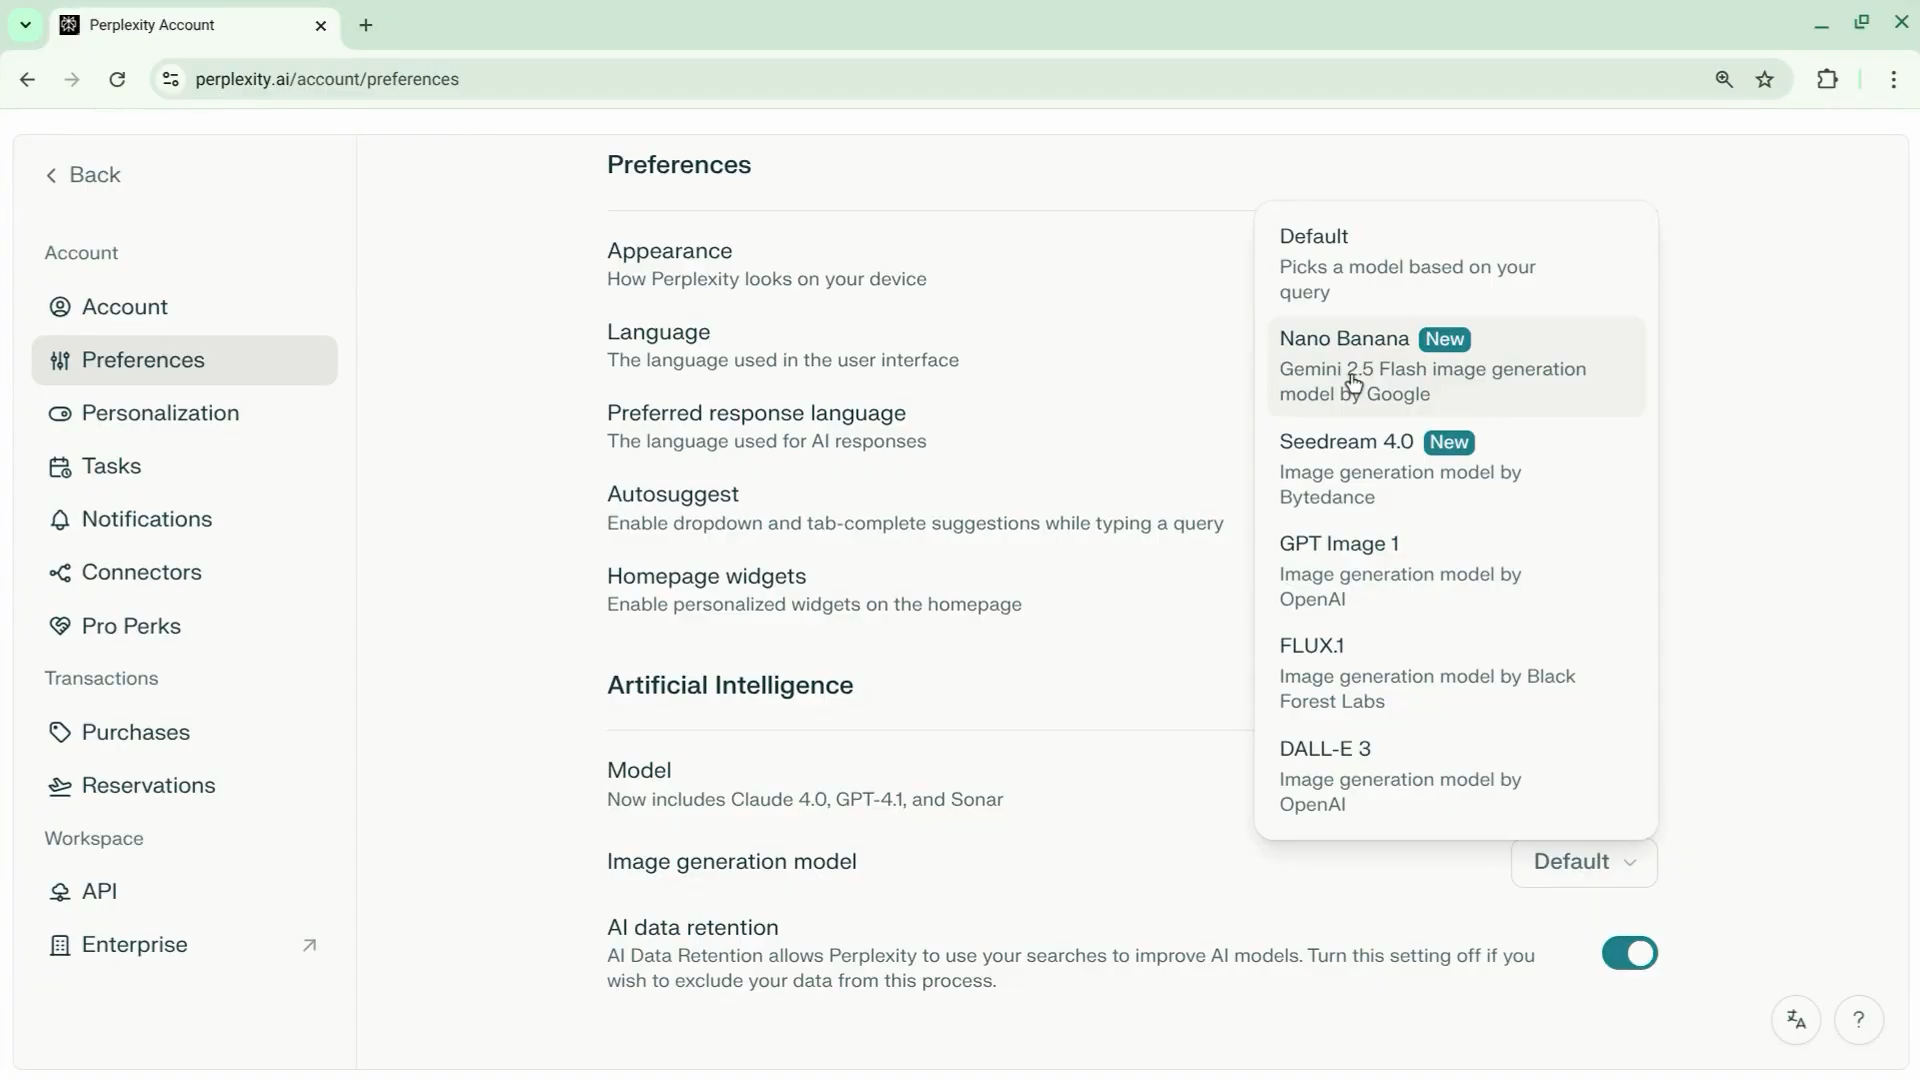 Perplexity Account
perplexity.ai/account/preferences
Back
Account
Account
Preferences
Personalization
Tasks
Notifications
Connectors
Pro Perks
Transactions
Purchases
Reservations
Workspace
API
Enterprise
Preferences
Appearance
How Perplexity looks on your device
Language
The language used in the user interface
Preferred response language
The language used for AI responses
Autosuggest
Enable dropdown and tab-complete suggestions while typing a query
Homepage widgets
Enable personalized widgets on the homepage
Artificial Intelligence
Model
Now includes Claude 4.0, GPT-4.1, and Sonar
Image generation model
Default
AI data retention
AI Data Retention allows Perplexity to use your searches to improve AI models. Turn this setting off if you
wish to exclude your data from this process.
Default
Picks a model based on your
query
Nano Banana New
Gemini 2.5 Flash image generation
model by Google
Seedream 4.0 New
Image generation model by
Bytedance
GPT Image 1
Image generation model by
OpenAI
FLUX.1
Image generation model by Black
Forest Labs
DALL-E 3
Image generation model by
OpenAI
?